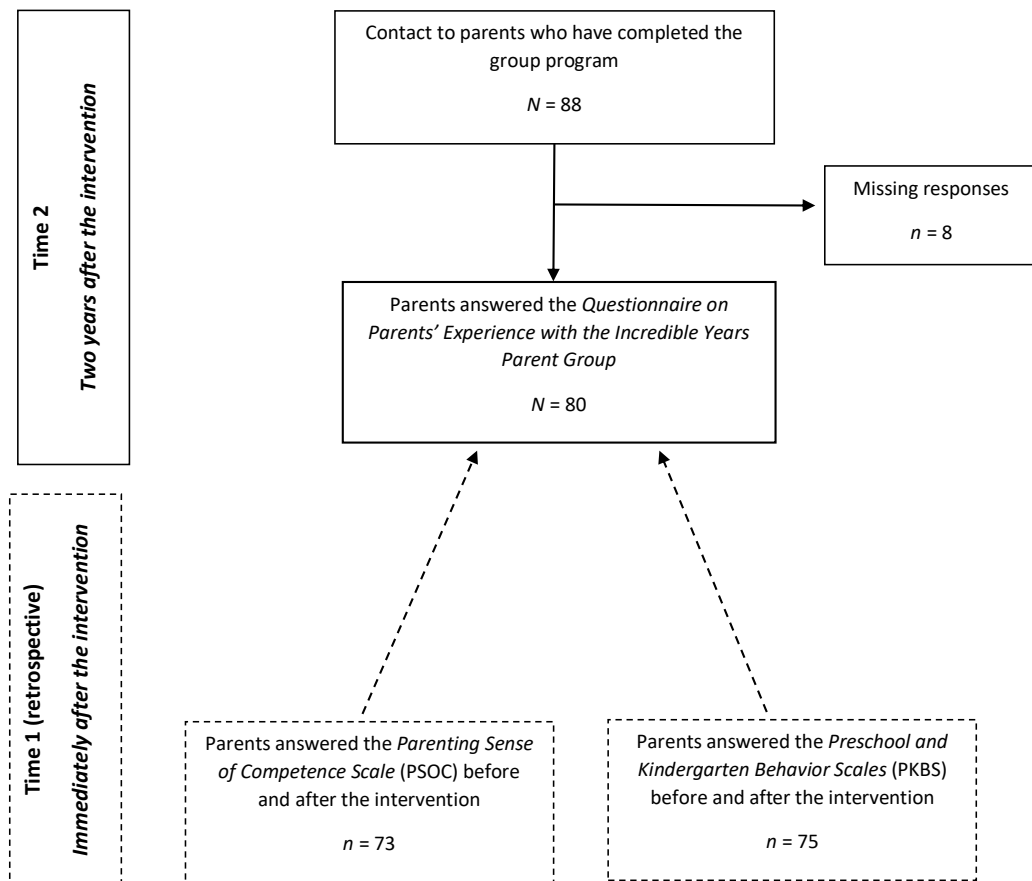 Contact to parents who have completed the
group program
N = 88
Time 2
Two years after the intervention
Missing responses
n = 8
Parents answered the Questionnaire on
Parents’ Experience with the Incredible Years
Parent Group
N = 80
Time 1 (retrospective)
Immediately after the intervention
Parents answered the Parenting Sense
of Competence Scale (PSOC) before
and after the intervention
n = 73
Parents answered the Preschool and
Kindergarten Behavior Scales (PKBS)
before and after the intervention
n = 75